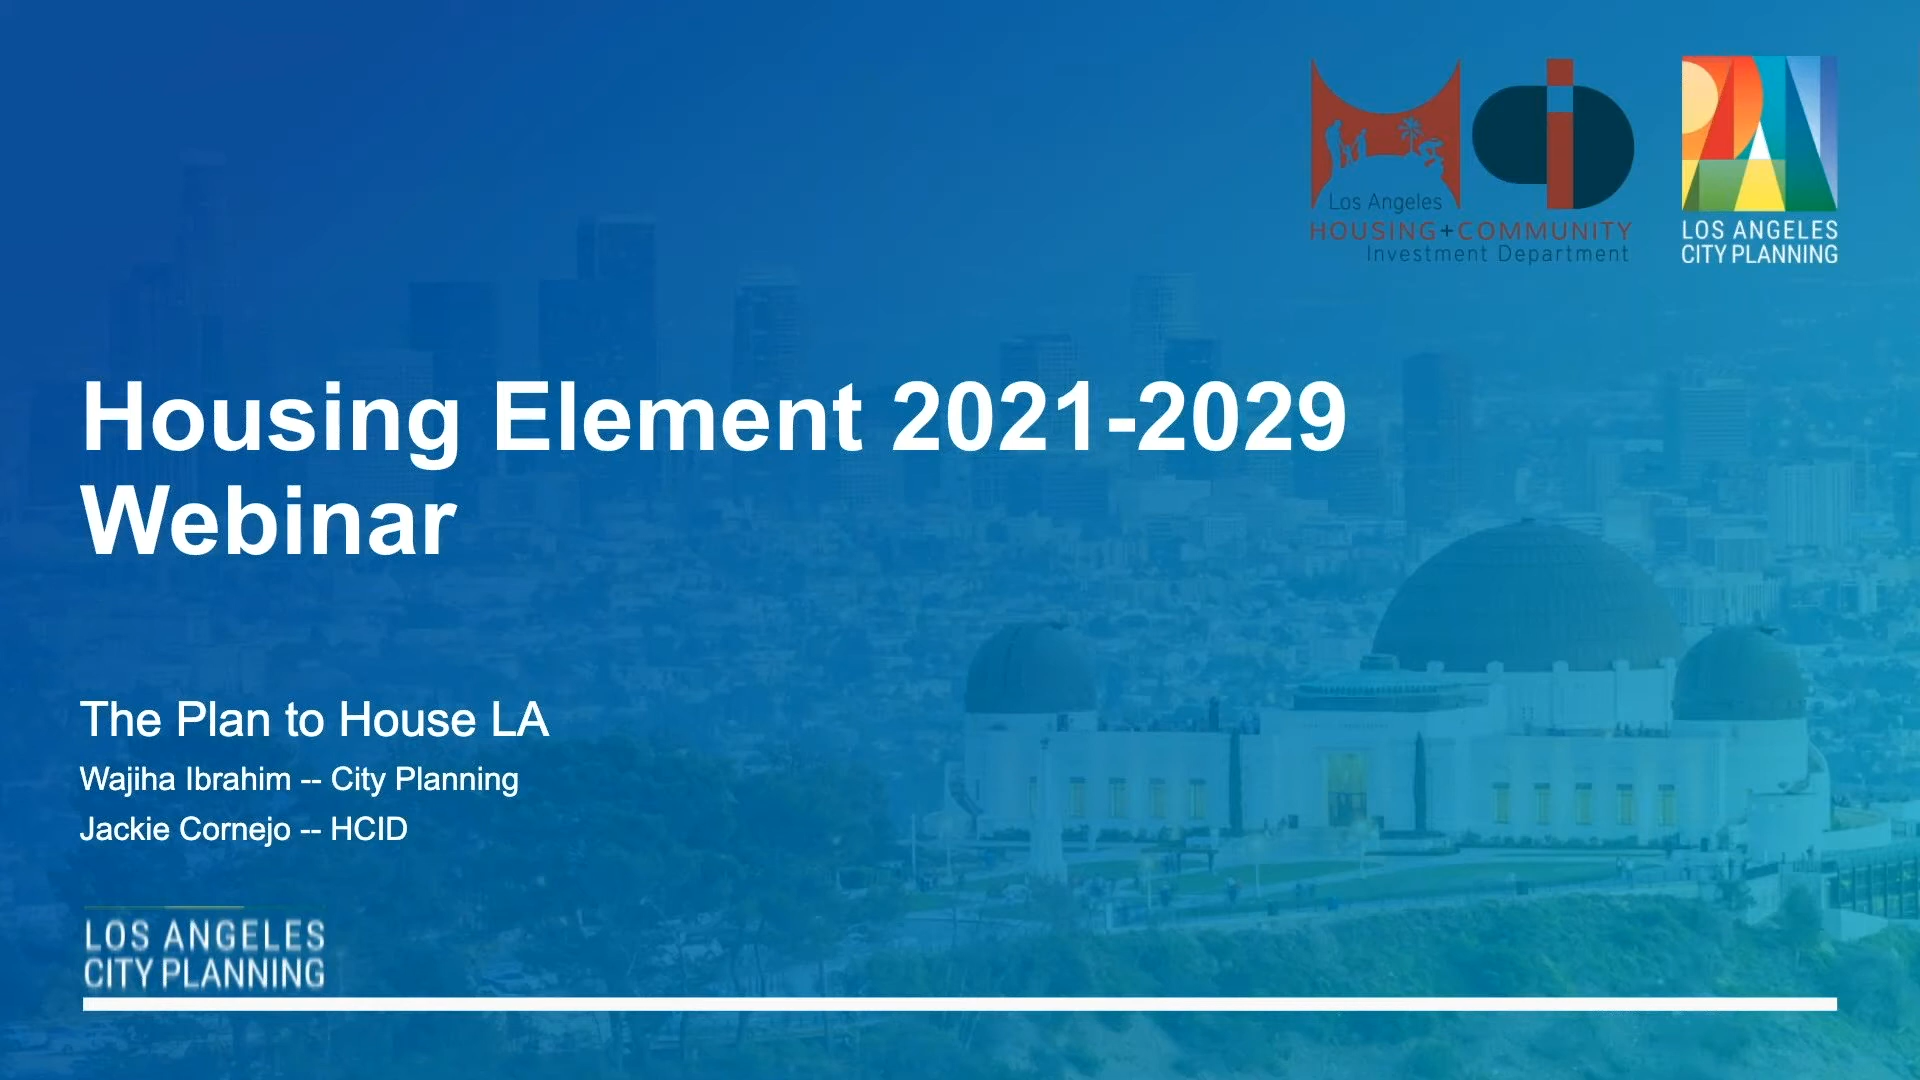 Los Angeles
HOUSING+COMMUNITY
Investment Department
LOS ANGELES
CITY PLANNING
Housing Element 2021-2029
Webinar
The Plan to House LA
Wajiha Ibrahim -- City Planning
Jackie Cornejo -- HCID
LOS ANGELES
CITY PLANNING